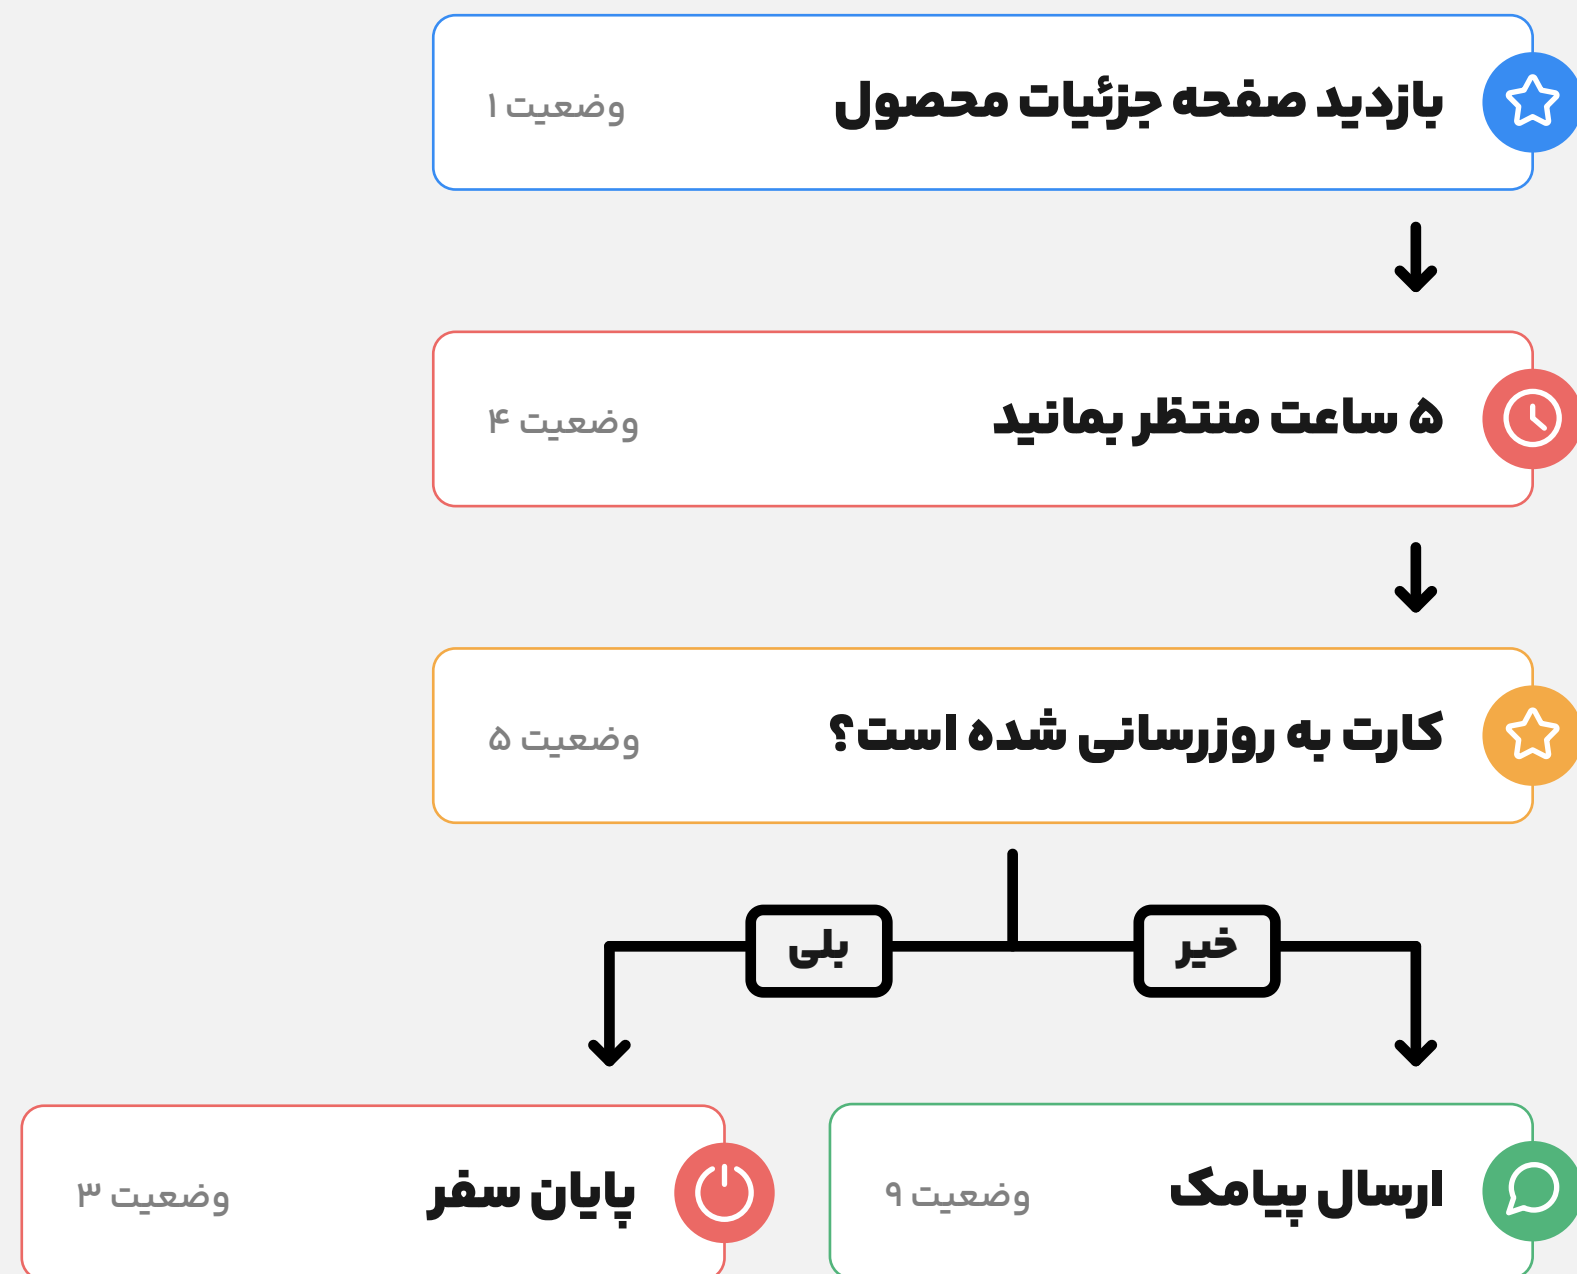 بازدید صفحه جزئیات محصول وضعیت ۱
۵ ساعت منتظر بمانید وضعیت ۴
کارت به روزرسانی شده است؟ وضعیت ۵
خیر بلی
ارسال پیامک وضعیت ۹
پایان سفر وضعیت ۳